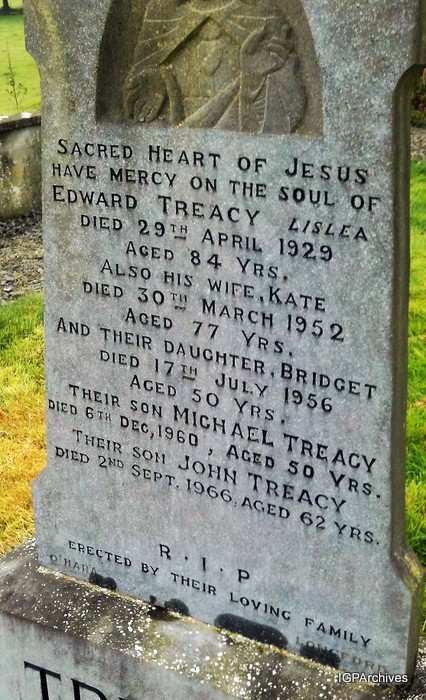 SACRED HEART OF JESUS
HAVE MERCY ON THE SOUL OF
EDWARD TREACY LISLEA
DIED 29TH APRIL 1929
AGED 84 YRS.
ALSO HIS WIFE, KATE
DIED 30TH MARCH 1952
AGED 77 YRS.
AND THEIR DAUGHTER, BRIDGET
DIED 17TH JULY 1956
AGED 50 YRS.
THEIR SON MICHAEL TREACY
DIED 6TH DEC, 1960, AGED 50 YRS.
THEIR SON JOHN TREACY
DIED 2ND SEPT. 1966, AGED 62 YRS.
R.I.P
ERECTED BY THEIR LOVING FAMILY
O'HARA LONGFORD
IGPArchives